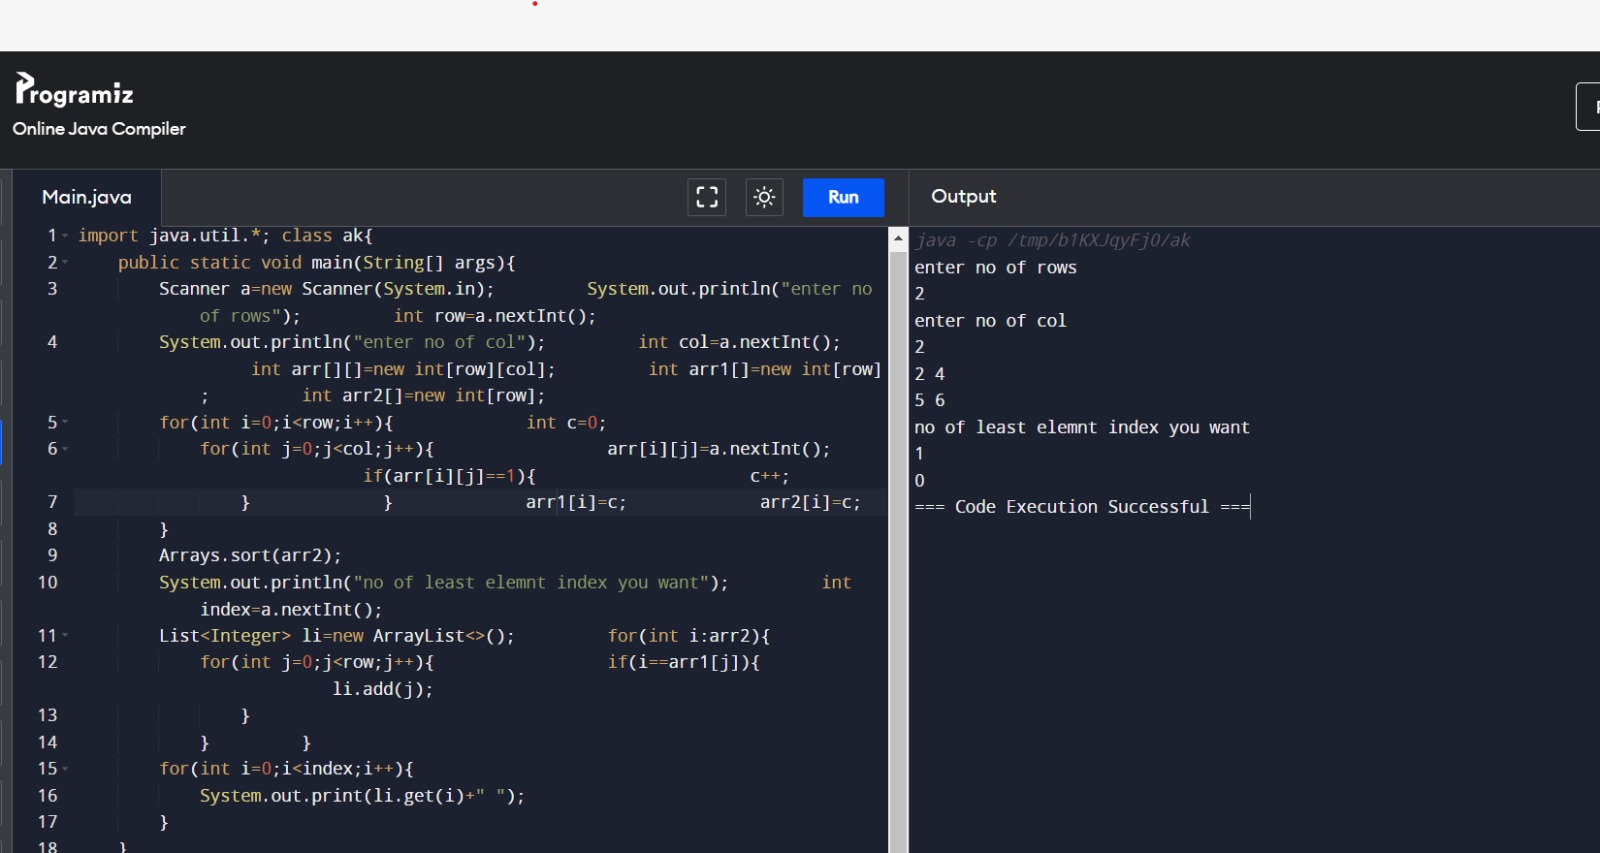 Programiz
Online Java Compiler
Main.java
Run
Output
1 import java.util.*; class ak{
2 public static void main(String[] args){
3 Scanner a=new Scanner(System.in); System.out.println("enter no
of rows"); int row=a.nextInt();
4 System.out.println("enter no of col"); int col=a.nextInt();
int arr[][]=new int[row][col]; int arr1[]=new int[row]
; int arr2[]=new int[row];
5 for(int i=0;i<row;i++){ int c=0;
6 for(int j=0;j<col;j++){ arr[i][j]=a.nextInt();
if(arr[i][j]==1){ c++;
7 } } arr1[i]=c; arr2[i]=c;
8 }
9 Arrays.sort(arr2);
10 System.out.println("no of least elemnt index you want"); int
index=a.nextInt();
11 List<Integer> li=new ArrayList<>(); for(int i:arr2){
12 for(int j=0;j<row;j++){ if(i==arr1[j]){
li.add(j);
13 }
14 } }
15 for(int i=0;i<index;i++){
16 System.out.print(li.get(i)+" ");
17 }
18 }
java -cp /tmp/b1KXJqyFj0/ak
enter no of rows
2
enter no of col
2
2 4
5 6
no of least elemnt index you want
1
0
=== Code Execution Successful ===